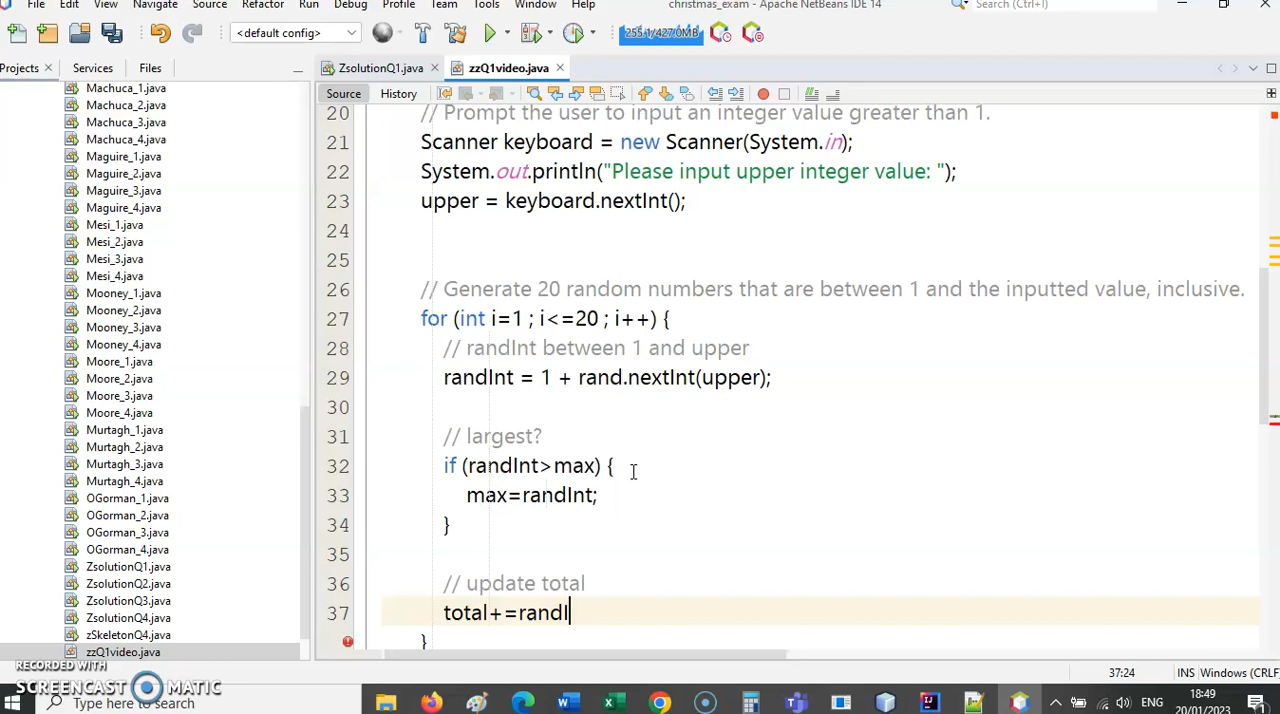 File Edit View Navigate Source Refactor Run Debug Profile Team Tools Window Help
christmas_exam - Apache NetBeans IDE 14
Search (Ctrl+I)
<default config>
255.1/427.0MB
Projects Services Files
ZsolutionQ1.java zzQ1video.java
Source History
Machuca_1.java
Machuca_2.java
Machuca_3.java
Machuca_4.java
Maguire_1.java
Maguire_2.java
Maguire_3.java
Maguire_4.java
Mesi_1.java
Mesi_2.java
Mesi_3.java
Mesi_4.java
Mooney_1.java
Mooney_2.java
Mooney_3.java
Mooney_4.java
Moore_1.java
Moore_2.java
Moore_3.java
Moore_4.java
Murtagh_1.java
Murtagh_2.java
Murtagh_3.java
Murtagh_4.java
OGorman_1.java
OGorman_2.java
OGorman_3.java
OGorman_4.java
ZsolutionQ1.java
ZsolutionQ2.java
ZsolutionQ3.java
ZsolutionQ4.java
zSkeletonQ4.java
zzQ1video.java
20 // Prompt the user to input an integer value greater than 1.
21 Scanner keyboard = new Scanner(System.in);
22 System.out.println("Please input upper integer value: ");
23 upper = keyboard.nextInt();
24
25
26 // Generate 20 random numbers that are between 1 and the inputted value, inclusive.
27 for (int i=1 ; i<=20 ; i++) {
28 // randInt between 1 and upper
29 randInt = 1 + rand.nextInt(upper);
30
31 // largest?
32 if (randInt>max) {
33 max=randInt;
34 }
35
36 // update total
37 total+=randI
}
37:24 INS Windows (CRLF)
RECORDED WITH
SCREENCAST MATIC
Type here to search
ENG
18:49
20/01/2023